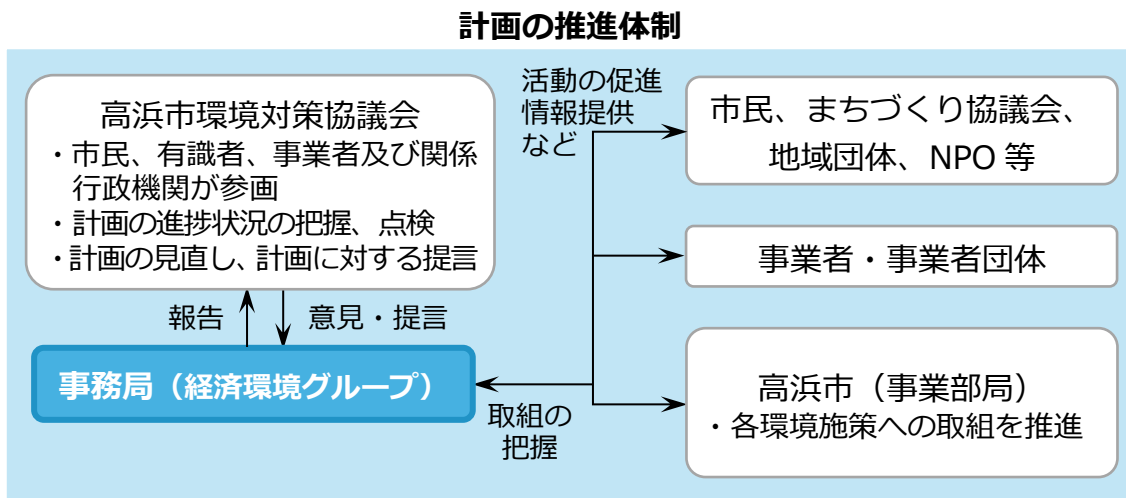 計画の推進体制
高浜市環境対策協議会
・市民、有識者、事業者及び関係
行政機関が参画
・計画の進捗状況の把握、点検
・計画の見直し、計画に対する提言
報告
意見・提言
事務局（経済環境グループ）
取組の
把握
活動の促進
情報提供
など
市民、まちづくり協議会、
地域団体、NPO 等
事業者・事業者団体
高浜市（事業部局）
・各環境施策への取組を推進